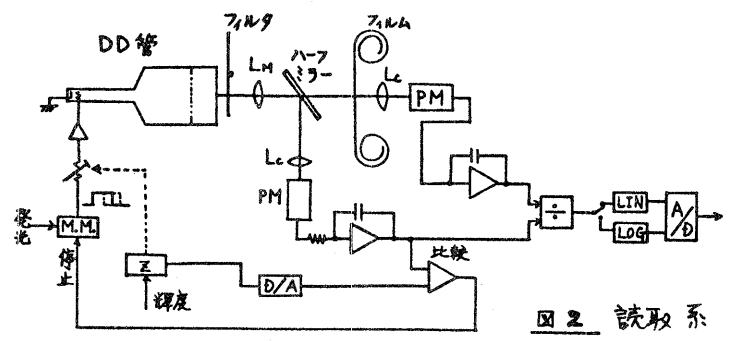 フィルタ
フィルム
DD管
LM
ハーフ
ミラー
Lc
PM
Lc
PM
÷
LIN
LOG
A/D
発光
M.M.
停止
Z
輝度
D/A
比較
図2 読取系